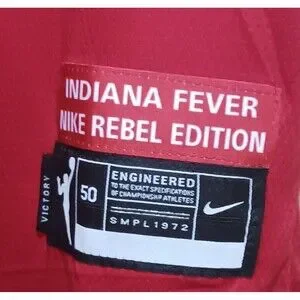 INDIANA FEVER
NIKE REBEL EDITION
VICTORY
50
ENGINEERED
TO THE EXACT SPECIFICATIONS
OF CHAMPIONSHIP ATHLETES
SMPL1972